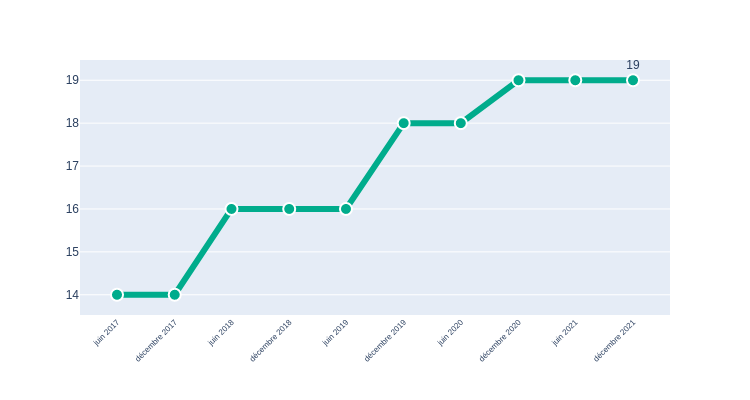 19
19
18
17
16
15
14
juin 2017
décembre 2017
juin 2018
décembre 2018
juin 2019
décembre 2019
juin 2020
décembre 2020
juin 2021
décembre 2021